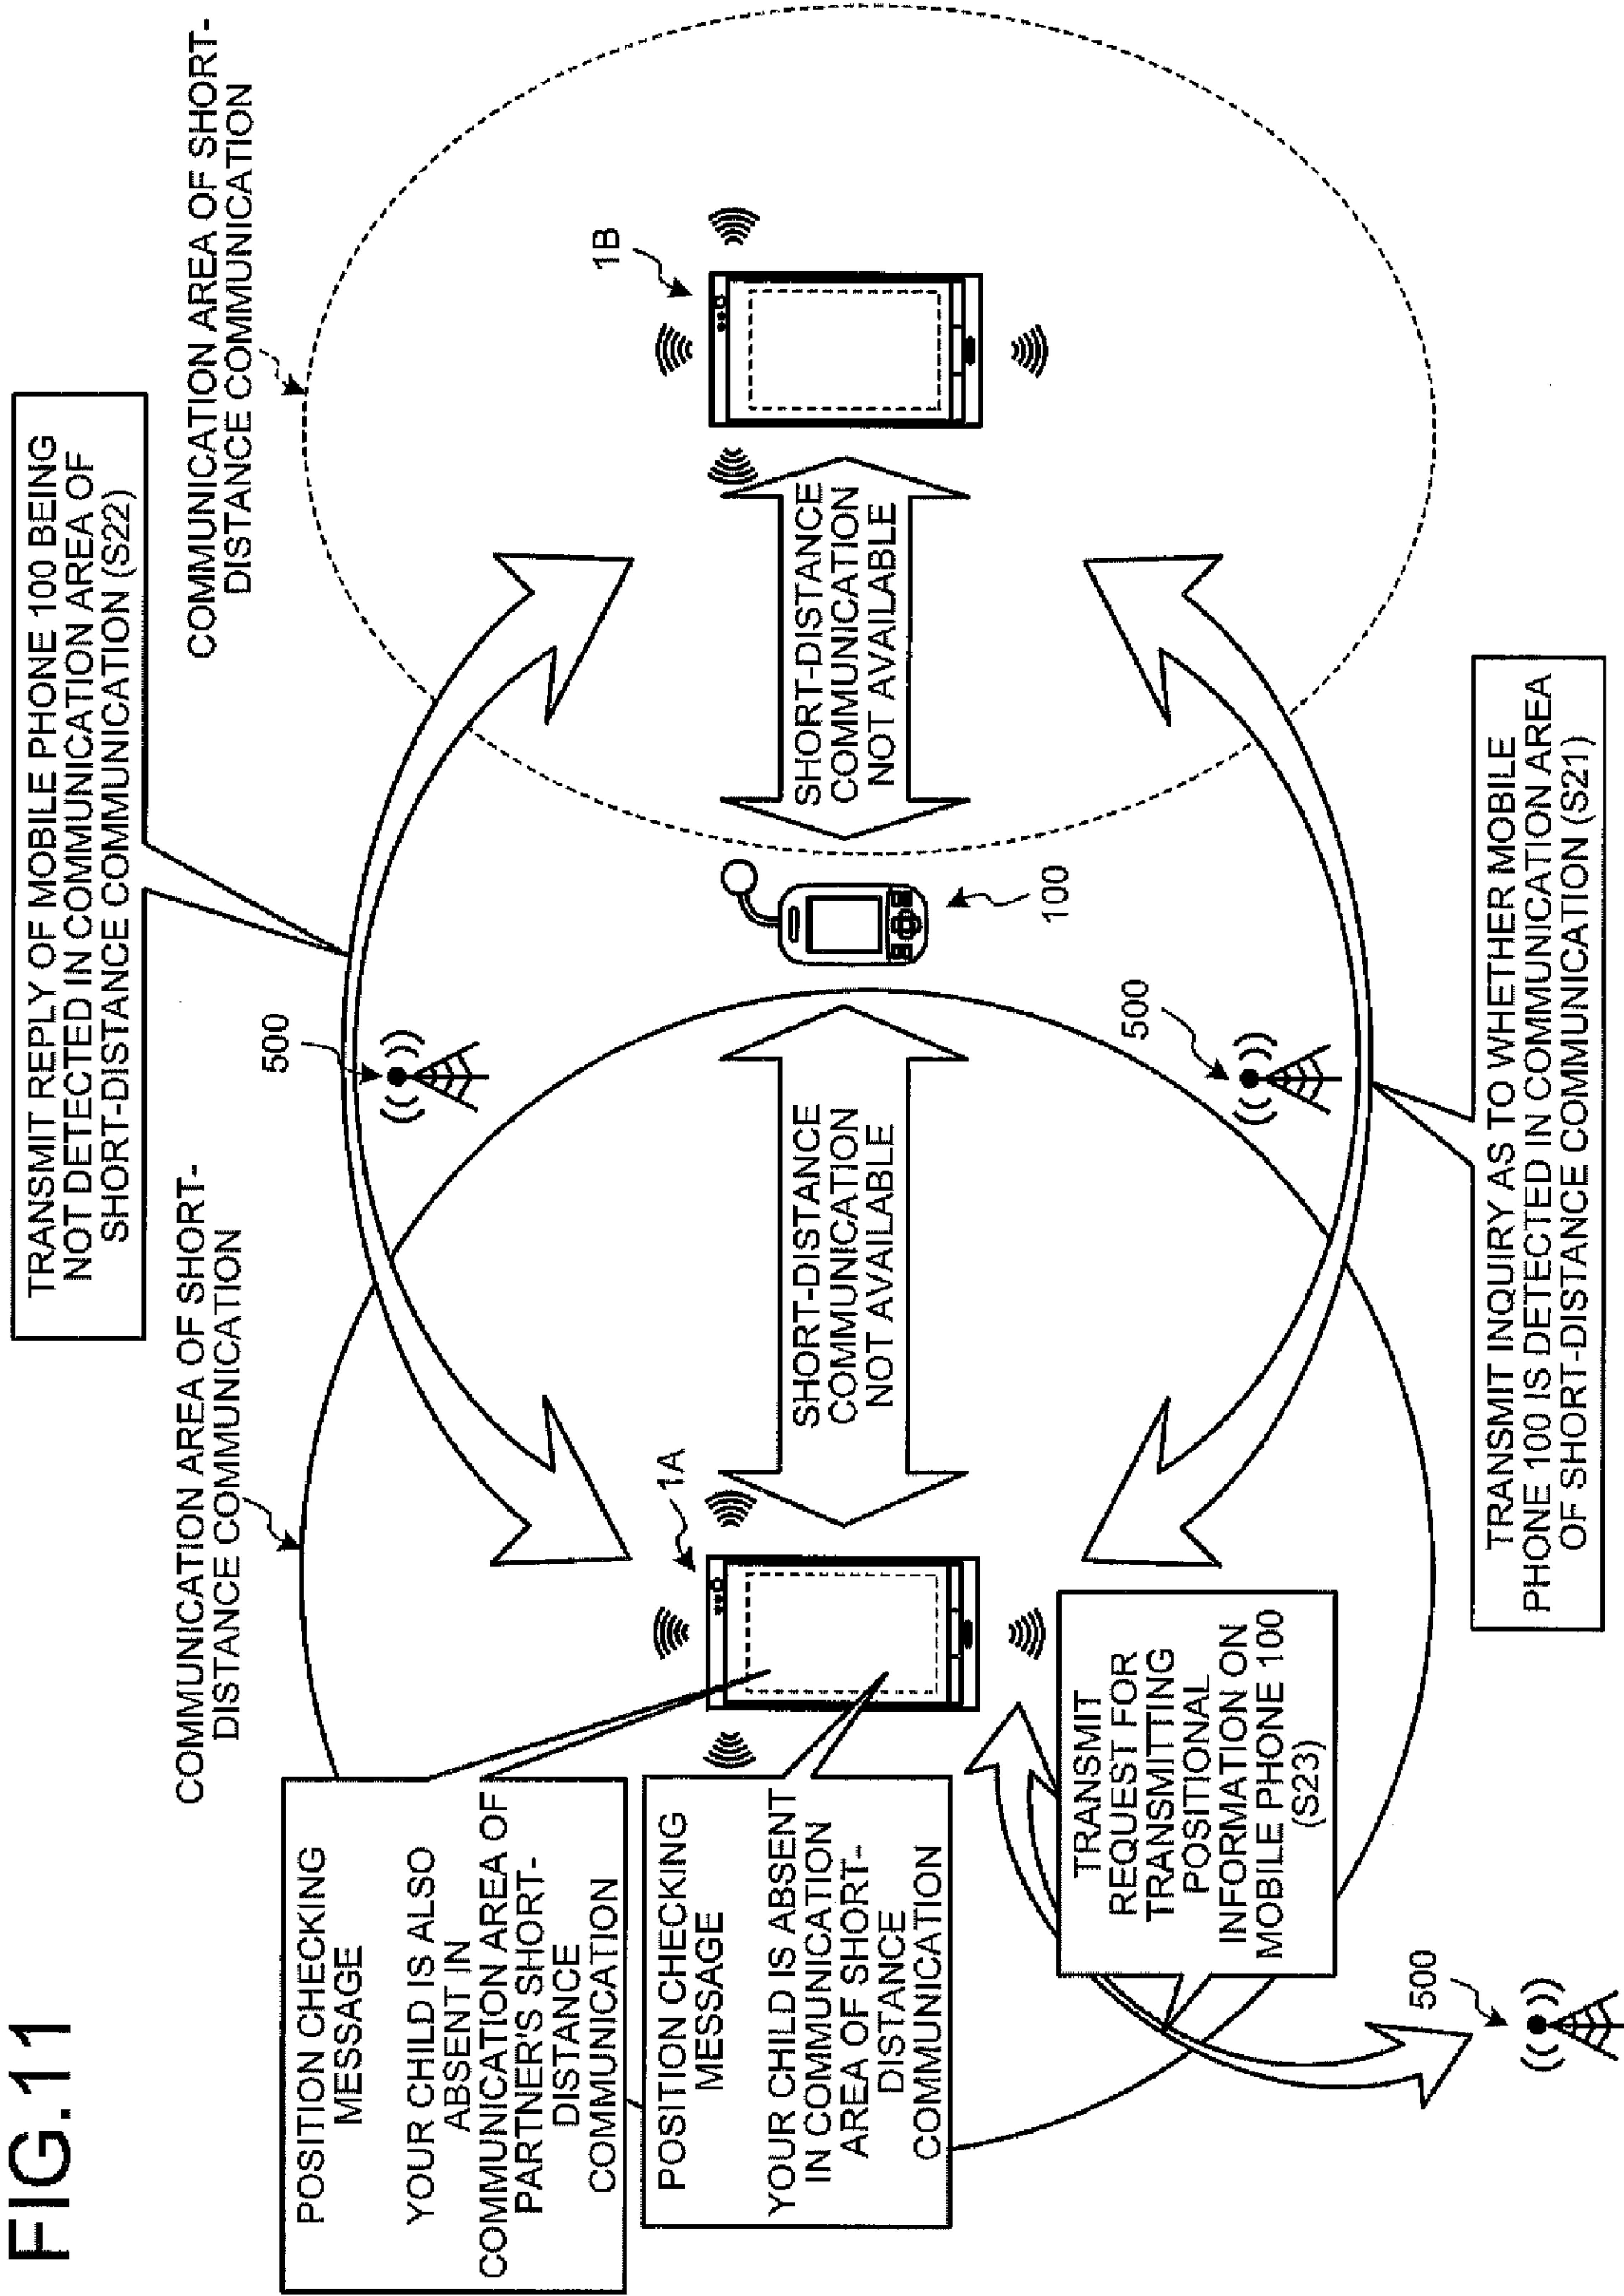 FIG.11
TRANSMIT REPLY OF MOBILE PHONE 100 BEING
NOT DETECTED IN COMMUNICATION AREA OF
SHORT-DISTANCE COMMUNICATION (S22)
COMMUNICATION AREA OF SHORT-
DISTANCE COMMUNICATION
COMMUNICATION AREA OF SHORT-
DISTANCE COMMUNICATION
500
POSITION CHECKING
MESSAGE
YOUR CHILD IS ALSO
ABSENT IN
COMMUNICATION AREA OF
PARTNER'S SHORT-
DISTANCE
COMMUNICATION
1A
1B
POSITION CHECKING
MESSAGE
YOUR CHILD IS ABSENT
IN COMMUNICATION
AREA OF SHORT-
DISTANCE
COMMUNICATION
SHORT-DISTANCE
COMMUNICATION
NOT AVAILABLE
SHORT-DISTANCE
COMMUNICATION
NOT AVAILABLE
100
TRANSMIT
REQUEST FOR
TRANSMITTING
POSITIONAL
INFORMATION ON
MOBILE PHONE 100
(S23)
500
500
TRANSMIT INQUIRY AS TO WHETHER MOBILE
PHONE 100 IS DETECTED IN COMMUNICATION AREA
OF SHORT-DISTANCE COMMUNICATION (S21)